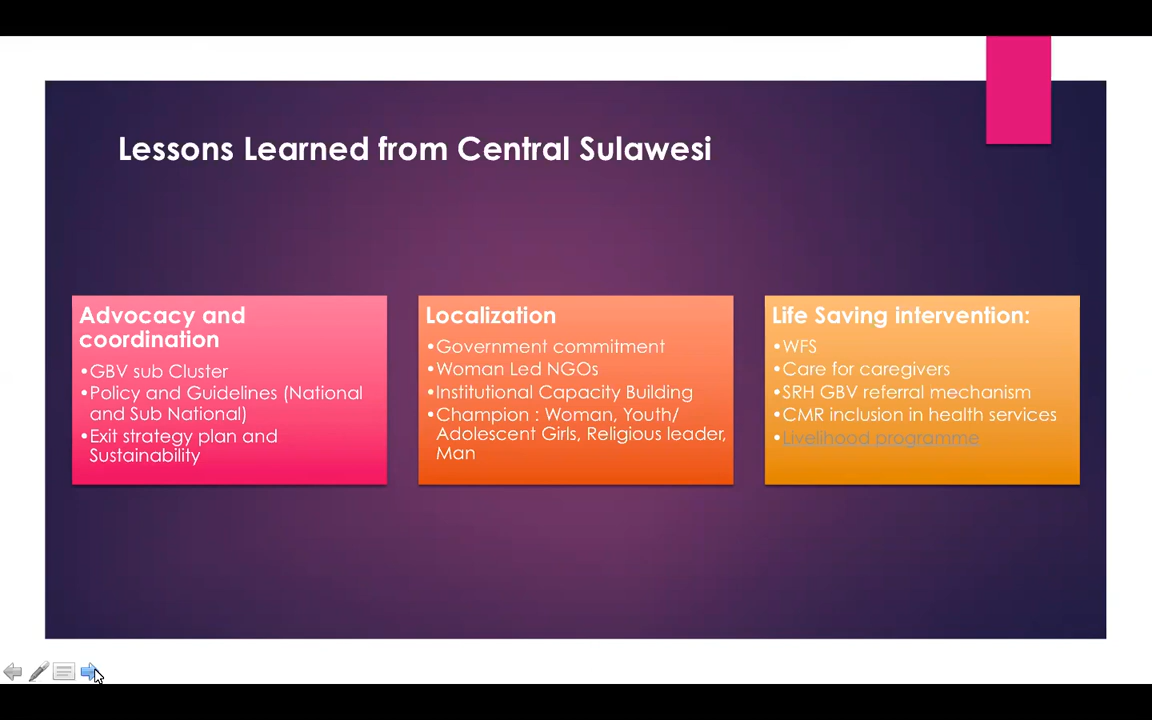 Lessons Learned from Central Sulawesi
Advocacy and
coordination
•GBV sub Cluster
•Policy and Guidelines (National
and Sub National)
•Exit strategy plan and
Sustainability
Localization
•Government commitment
•Woman Led NGOs
•Institutional Capacity Building
•Champion : Woman, Youth/
Adolescent Girls, Religious leader,
Man
Life Saving intervention:
•WFS
•Care for caregivers
•SRH GBV referral mechanism
•CMR inclusion in health services
•Livelihood programme